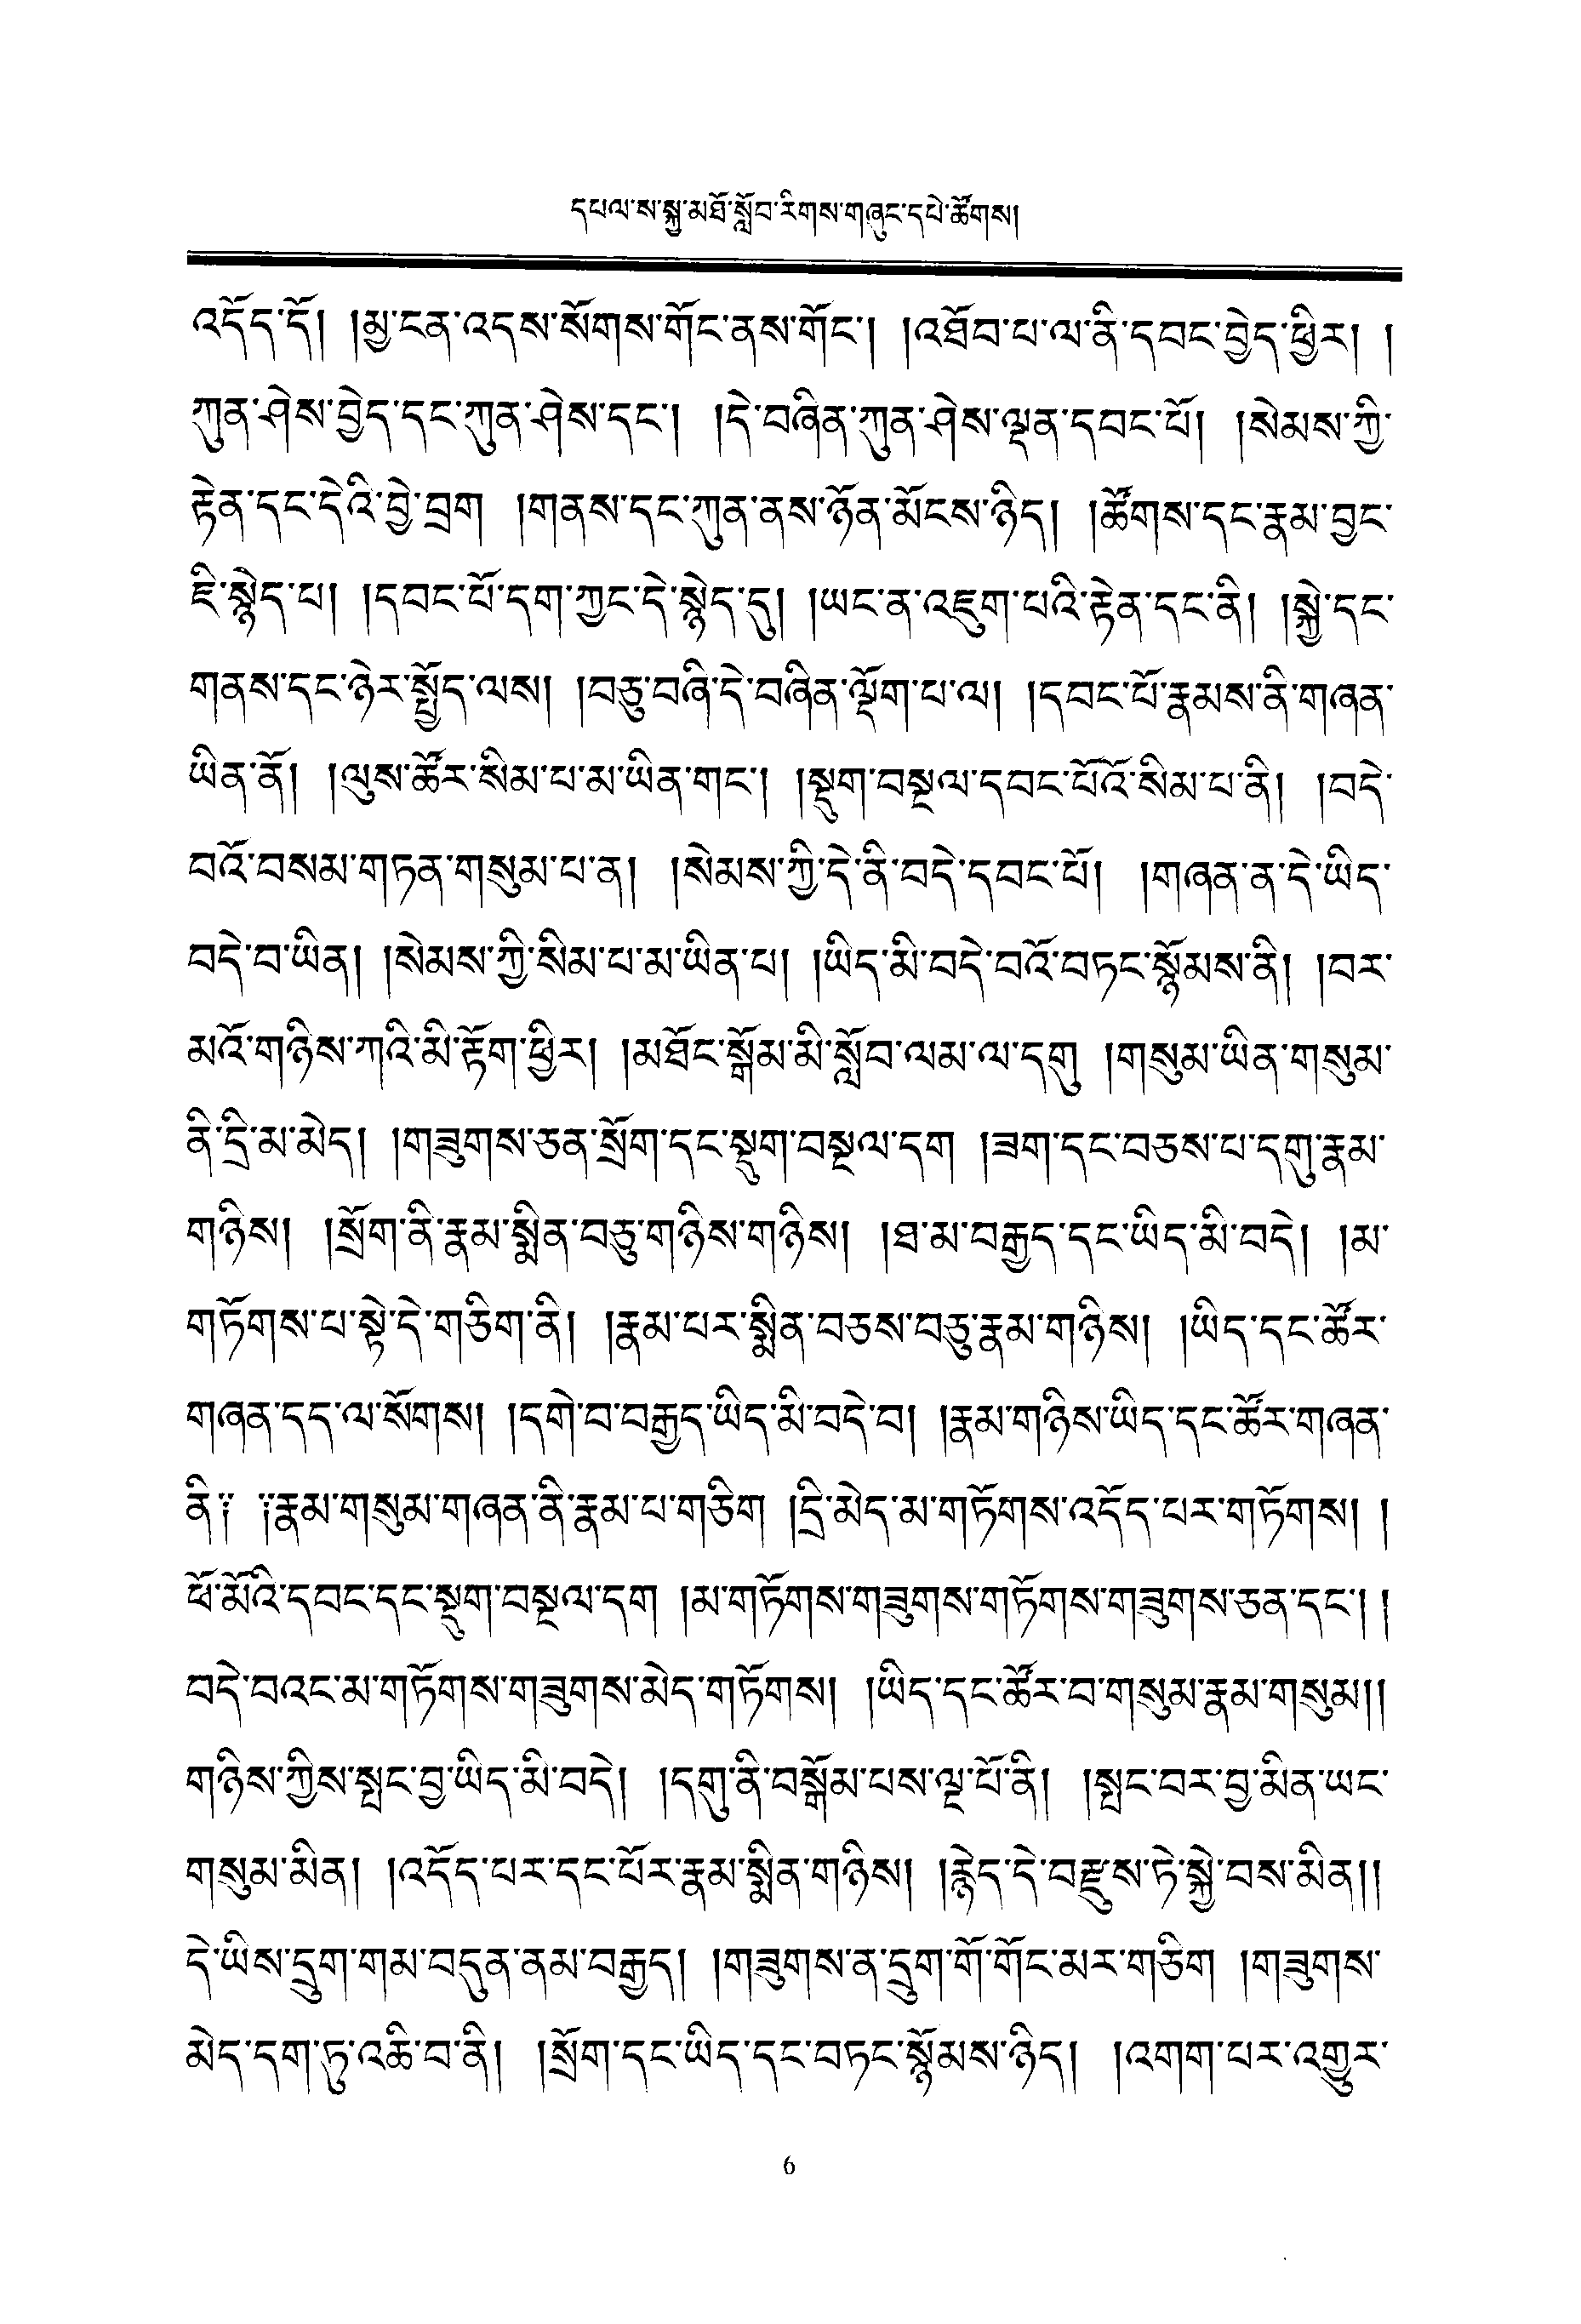 དཔལ་ས་སྐྱ་མཐོ་སློབ་རིགས་གཞུང་དཔེ་ཚོགས།
འདོད་དོ། །མྱ་ངན་འདས་སོགས་གོང་ནས་གོང་། །འཐོབ་པ་ལ་ནི་དབང་བྱེད་ཕྱིར། །
ཀུན་ཤེས་བྱེད་དང་ཀུན་ཤེས་དང་། །དེ་བཞིན་ཀུན་ཤེས་ལྡན་དབང་པོ། །སེམས་ཀྱི་
རྟེན་དང་དེའི་བྱེ་བྲག །གནས་དང་ཀུན་ནས་ཉོན་མོངས་ཉིད། །ཚོགས་དང་རྣམ་བྱང་
ཇི་སྙེད་པ། །དབང་པོ་དག་ཀྱང་དེ་སྙེད་དུ། །ཡང་ན་འཇུག་པའི་རྟེན་དང་ནི། །སྐྱེ་དང་
གནས་དང་ཉེར་སྤྱོད་ལས། །བཅུ་བཞི་དེ་བཞིན་ལྡོག་པ་ལ། །དབང་པོ་རྣམས་ནི་གཞན་
ཡིན་ནོ། །ལུས་ཚོར་སིམ་པ་མ་ཡིན་གང་། །སྡུག་བསྔལ་དབང་པོའོ་སིམ་པ་ནི། །བདེ་
བའོ་བསམ་གཏན་གསུམ་པ་ན། །སེམས་ཀྱི་དེ་ནི་བདེ་དབང་པོ། །གཞན་ན་དེ་ཡིད་
བདེ་བ་ཡིན། །སེམས་ཀྱི་སིམ་པ་མ་ཡིན་པ། །ཡིད་མི་བདེ་བའོ་བཏང་སྙོམས་ནི། །བར་
མའོ་གཉིས་ཀའི་མི་རྟོག་ཕྱིར། །མཐོང་སྒོམ་མི་སློབ་ལམ་ལ་དགུ །གསུམ་ཡིན་གསུམ་
ནི་དྲི་མ་མེད། །གཟུགས་ཅན་སྲོག་དང་སྡུག་བསྔལ་དག །ཟག་དང་བཅས་པ་དགུ་རྣམ་
གཉིས། །སྲོག་ནི་རྣམ་སྨིན་བཅུ་གཉིས་གཉིས། །ཐ་མ་བརྒྱད་དང་ཡིད་མི་བདེ། །མ་
གཏོགས་པ་སྟེ་དེ་གཅིག་ནི། །རྣམ་པར་སྨིན་བཅས་བཅུ་རྣམ་གཉིས། །ཡིད་དང་ཚོར་
གཞན་དད་ལ་སོགས། །དགེ་བ་བརྒྱད་ཡིད་མི་བདེ་བ། །རྣམ་གཉིས་ཡིད་དང་ཚོར་གཞན་
ནི༑ ༑རྣམ་གསུམ་གཞན་ནི་རྣམ་པ་གཅིག །དྲི་མེད་མ་གཏོགས་འདོད་པར་གཏོགས། །
ཕོ་མོའི་དབང་དང་སྡུག་བསྔལ་དག །མ་གཏོགས་གཟུགས་གཏོགས་གཟུགས་ཅན་དང་། །
བདེ་བའང་མ་གཏོགས་གཟུགས་མེད་གཏོགས། །ཡིད་དང་ཚོར་བ་གསུམ་རྣམ་གསུམ།།
གཉིས་ཀྱིས་སྤང་བྱ་ཡིད་མི་བདེ། །དགུ་ནི་བསྒོམ་པས་ལྔ་པོ་ནི། །སྤང་བར་བྱ་མིན་ཡང་
གསུམ་མིན། །འདོད་པར་དང་པོར་རྣམ་སྨིན་གཉིས། །རྙེད་དེ་བརྫུས་ཏེ་སྐྱེ་བས་མིན།།
དེ་ཡིས་དྲུག་གམ་བདུན་ནམ་བརྒྱད། །གཟུགས་ན་དྲུག་གོ་གོང་མར་གཅིག །གཟུགས་
མེད་དག་ཏུ་འཆི་བ་ནི། །སྲོག་དང་ཡིད་དང་བཏང་སྙོམས་ཉིད། །འགག་པར་འགྱུར་
6